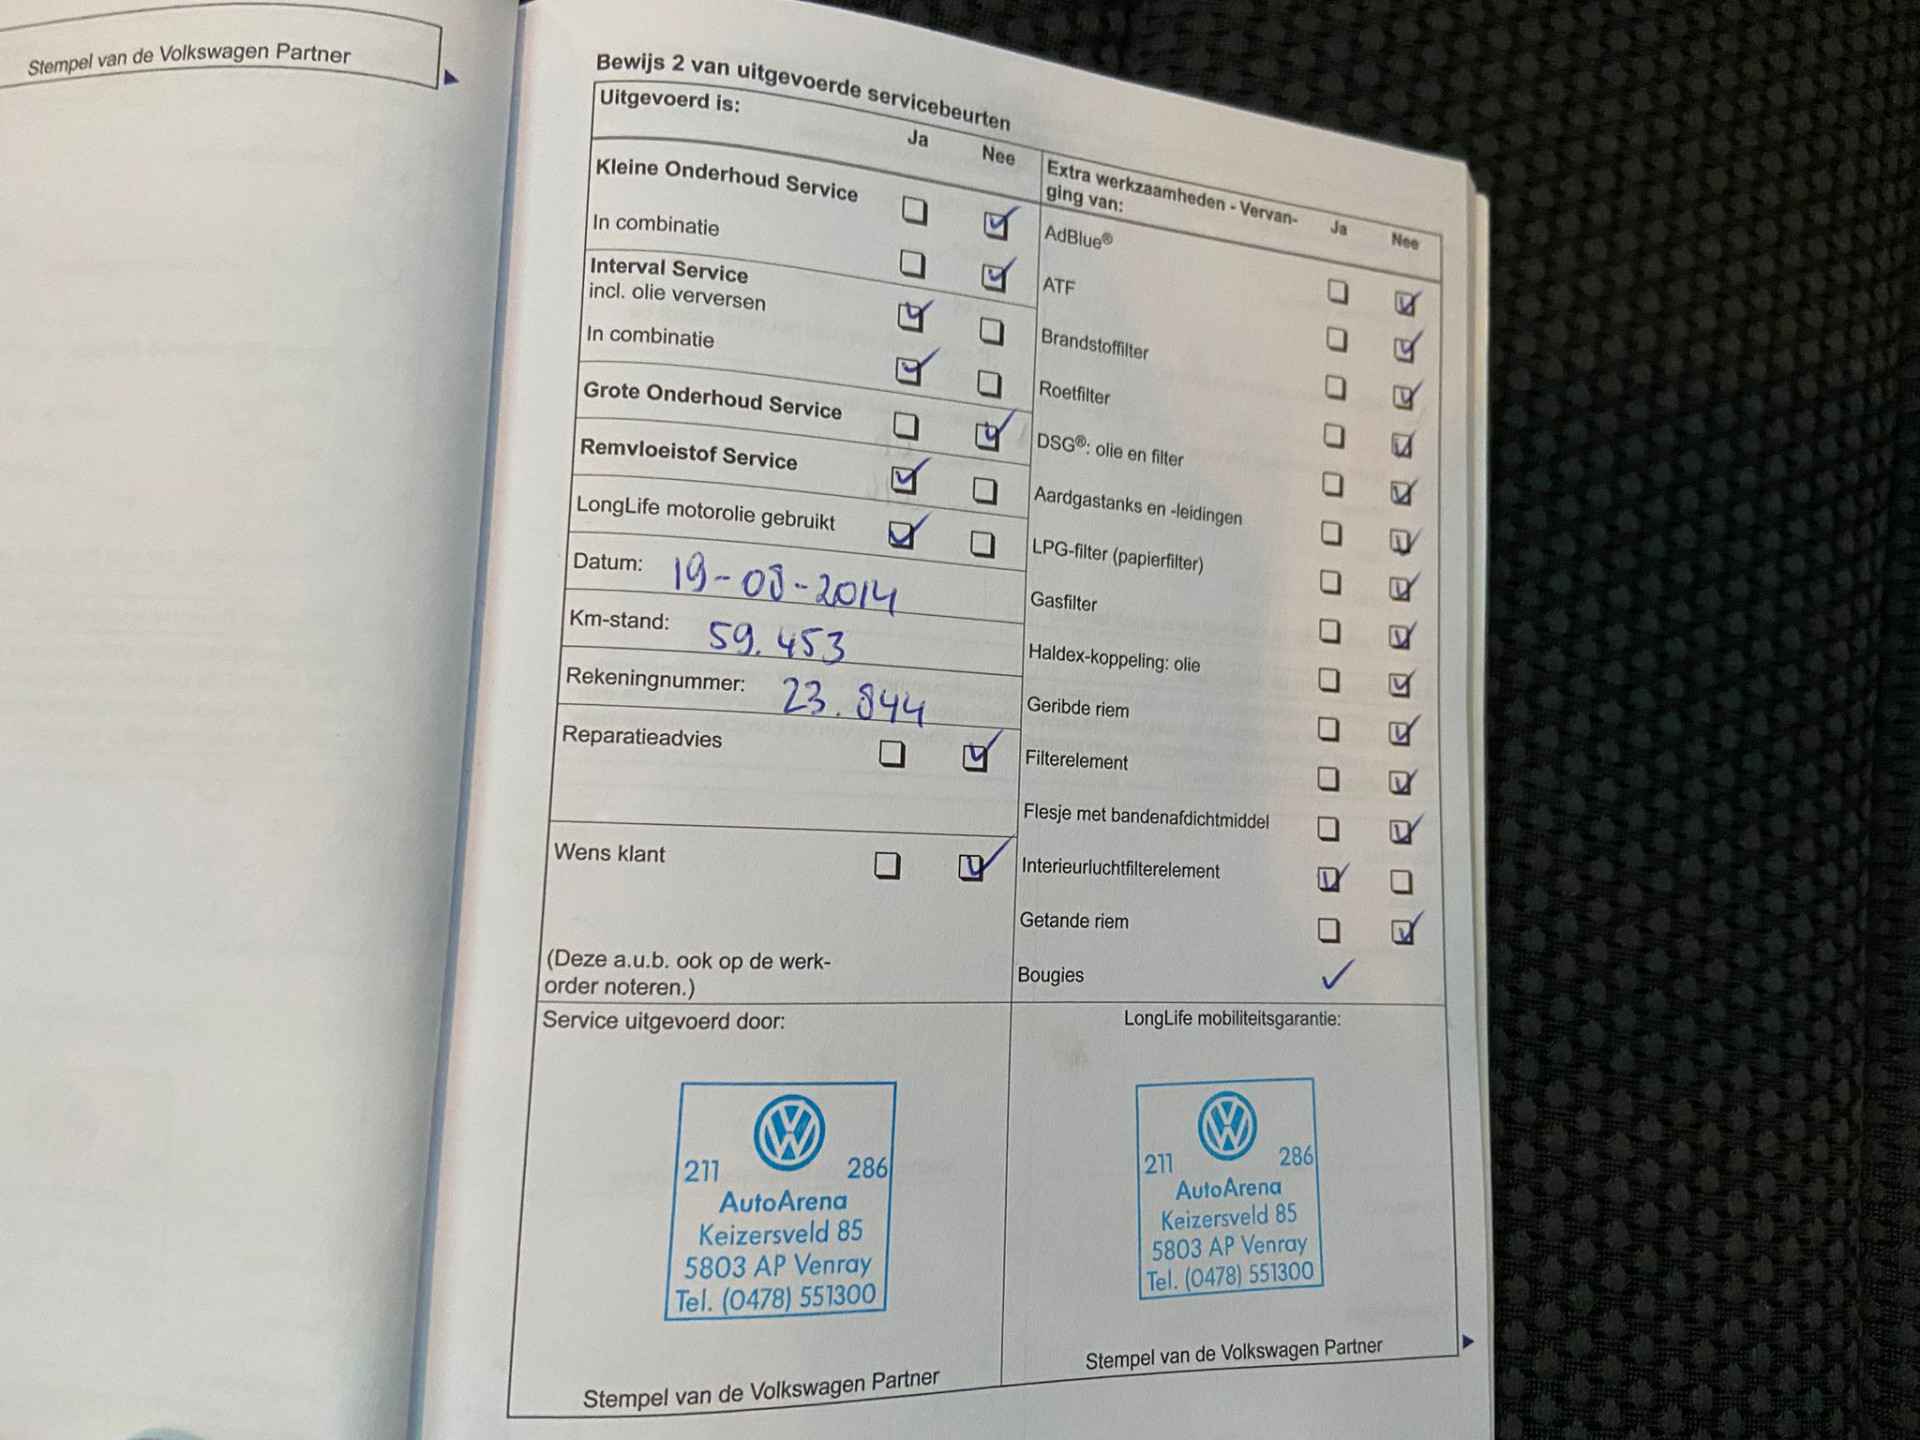 Stempel van de Volkswagen Partner
Bewijs 2 van uitgevoerde servicebeurten
Uitgevoerd is:
Ja Nee
Kleine Onderhoud Service
In combinatie
Interval Service
incl. olie verversen
In combinatie
Grote Onderhoud Service
Remvloeistof Service
LongLife motorolie gebruikt
Datum: 19-08-2014
Km-stand: 59.453
Rekeningnummer: 23.844
Reparatieadvies
Wens klant
(Deze a.u.b. ook op de werk-
order noteren.)
Extra werkzaamheden - Vervan-
ging van:
Ja Nee
AdBlue®
ATF
Brandstoffilter
Roetfilter
DSG®: olie en filter
Aardgastanks en -leidingen
LPG-filter (papierfilter)
Gasfilter
Haldex-koppeling: olie
Geribde riem
Filterelement
Flesje met bandenafdichtmiddel
Interieurluchtfilterelement
Getande riem
Bougies
Service uitgevoerd door:
211 286
AutoArena
Keizersveld 85
5803 AP Venray
Tel. (0478) 551300
Stempel van de Volkswagen Partner
LongLife mobiliteitsgarantie:
211 286
AutoArena
Keizersveld 85
5803 AP Venray
Tel. (0478) 551300
Stempel van de Volkswagen Partner